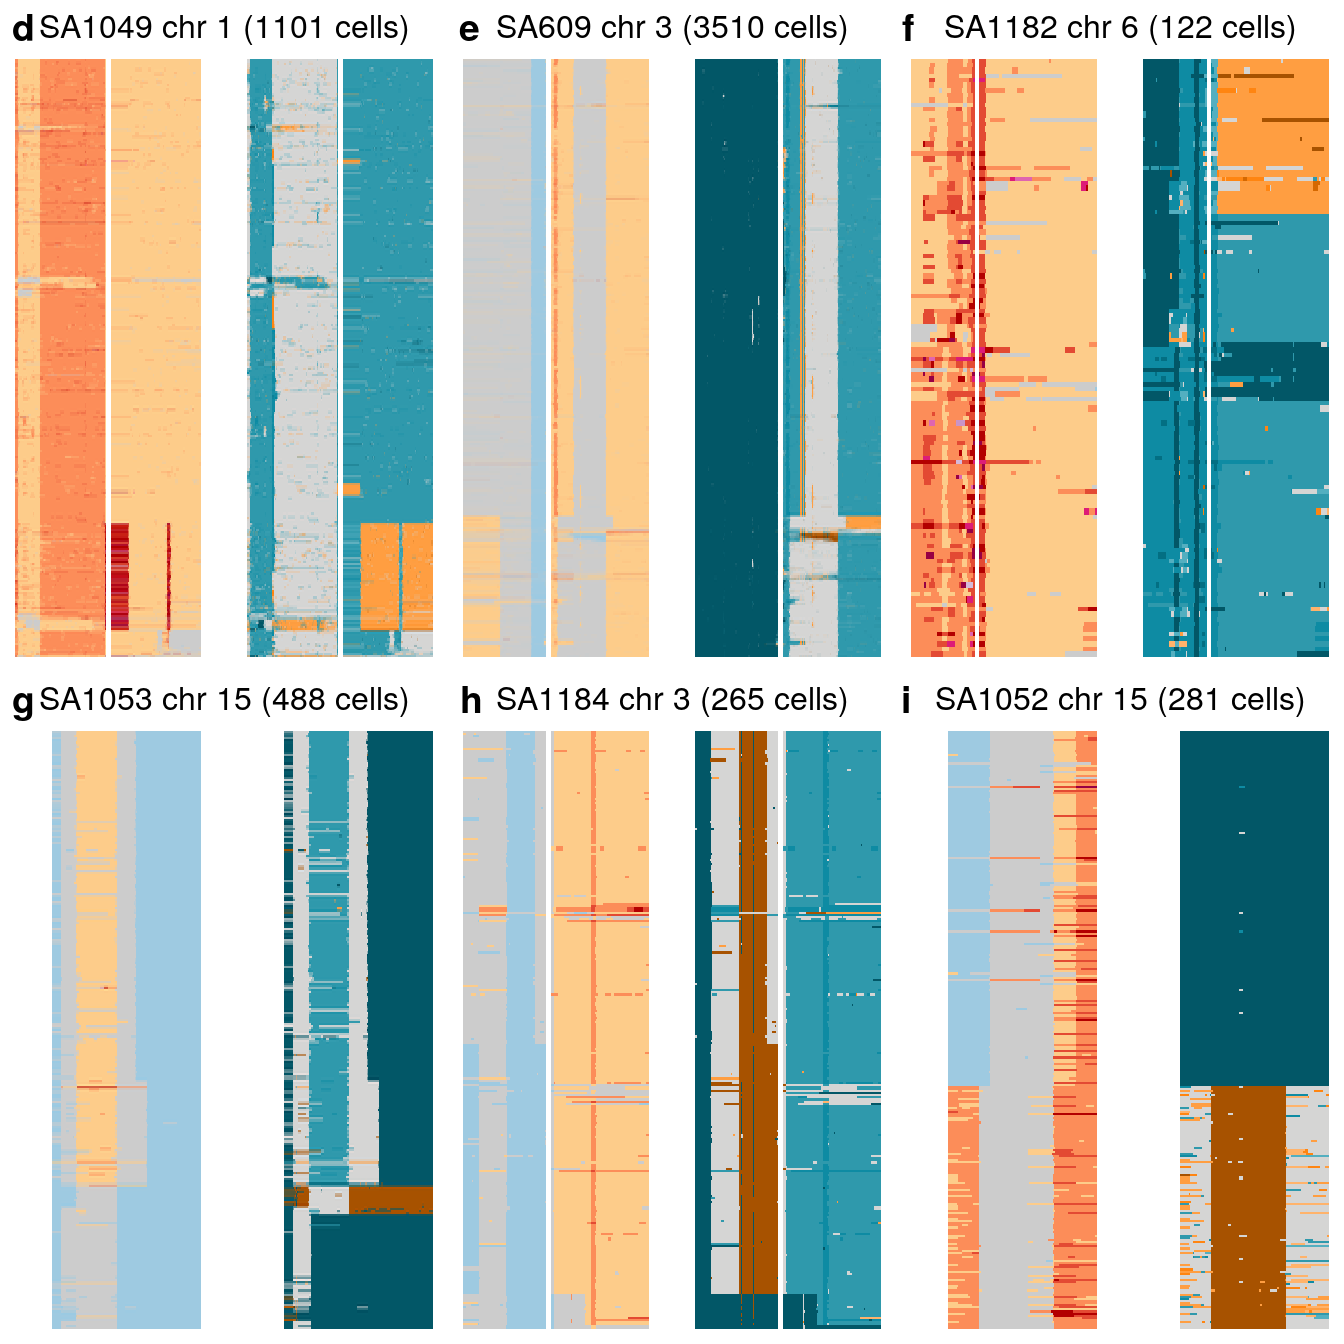 d SA1049 chr 1 (1101 cells)
e SA609 chr 3 (3510 cells)
f SA1182 chr 6 (122 cells)
g SA1053 chr 15 (488 cells)
h SA1184 chr 3 (265 cells)
i SA1052 chr 15 (281 cells)